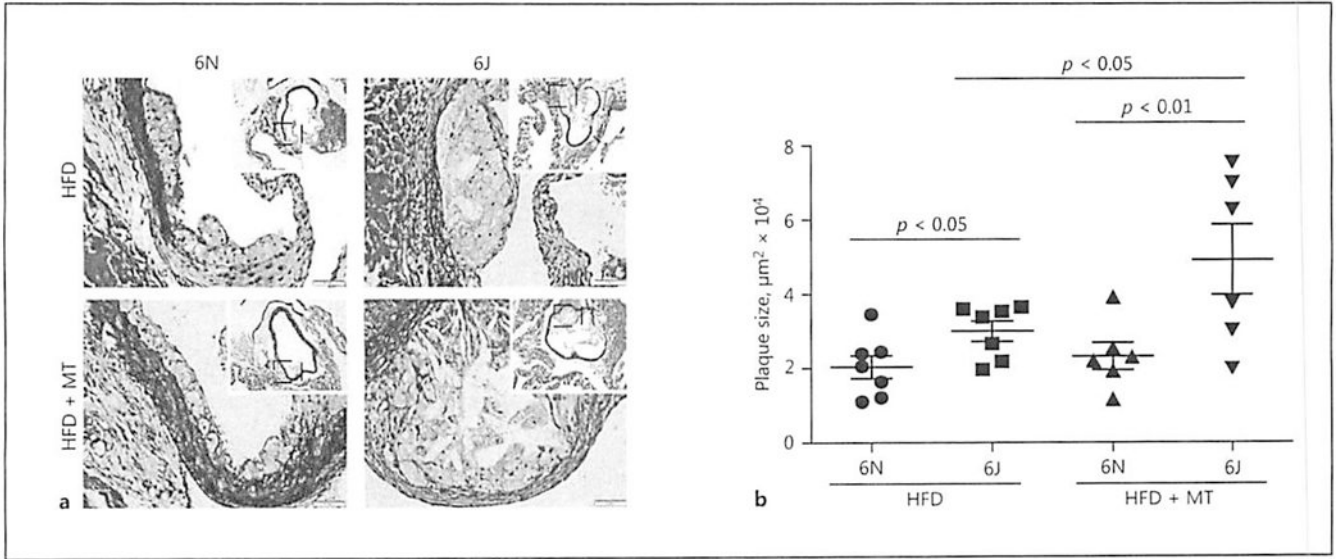 6N 6J
HFD
HFD + MT
a
p < 0.05
p < 0.01
p < 0.05
Plaque size, μm² × 10⁴
8
6
4
2
0
6N 6J 6N 6J
HFD HFD + MT
b